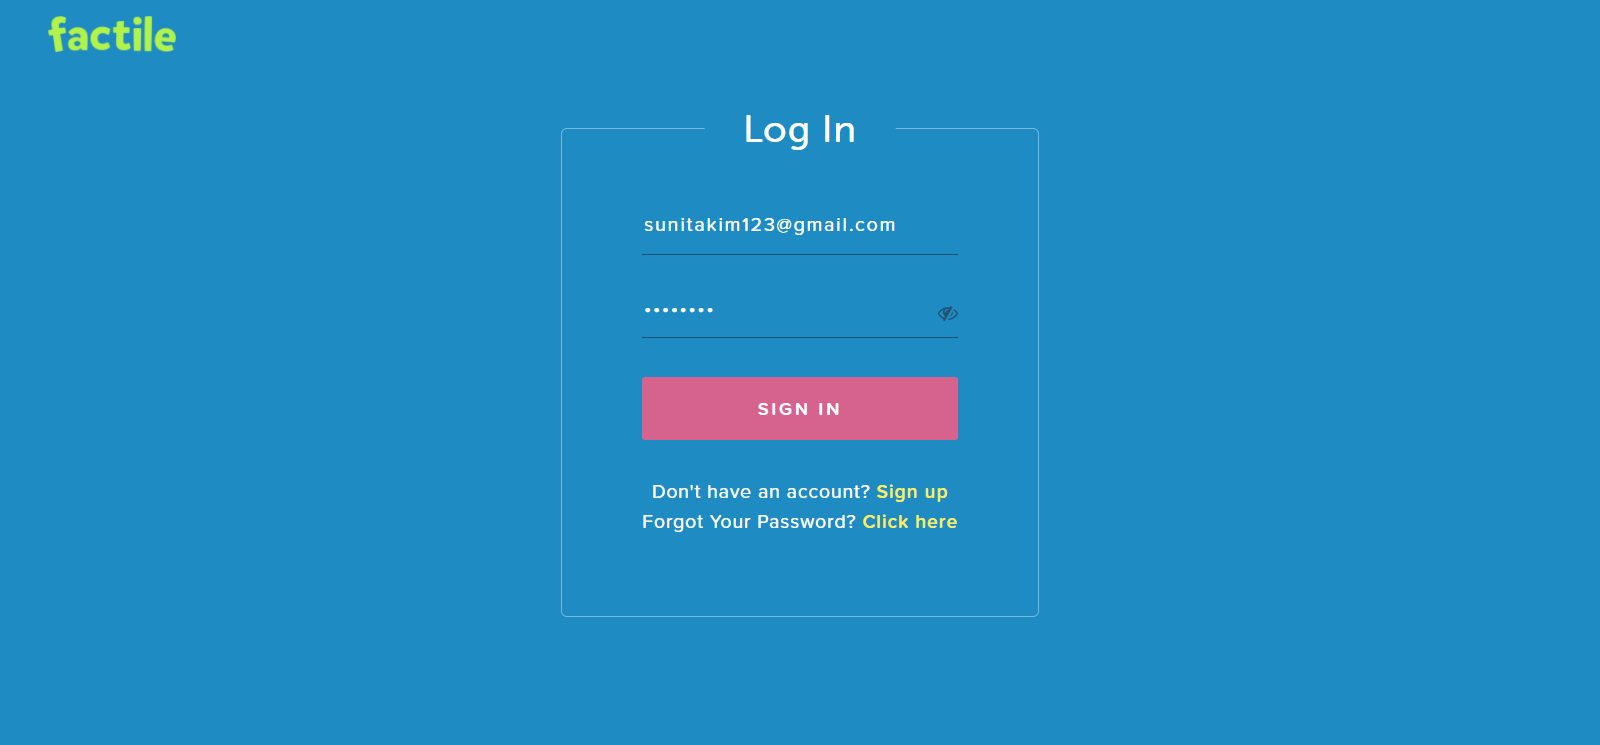 factile
Log In
sunitakim123@gmail.com
••••••••
SIGN IN
Don't have an account? Sign up
Forgot Your Password? Click here